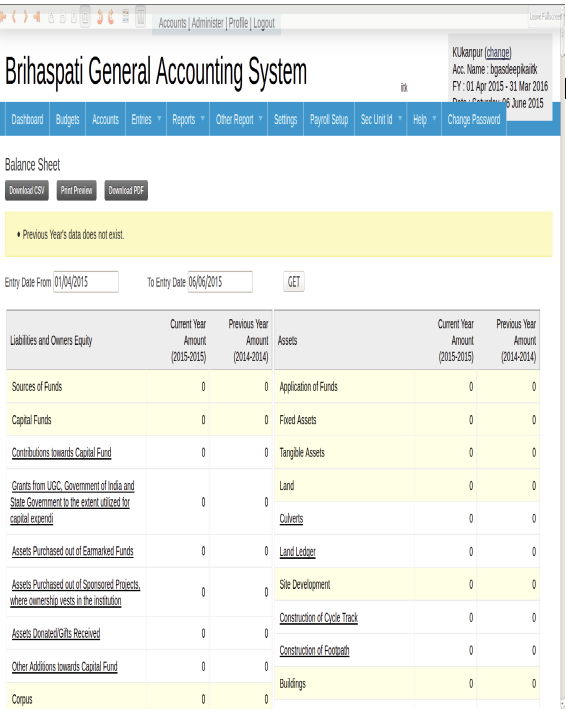 Leave Fullscreen
Accounts | Administer | Profile | Logout
KUkanpur (change)
Acc. Name : bgasdeepikaiitk
FY : 01 Apr 2015 - 31 Mar 2016
Date : Saturday, 06 June 2015
Brihaspati General Accounting System
iitk
Dashboard Budgets Accounts Entries Reports Other Report Settings Payroll Setup Sec Unit Id Help Change Password
Balance Sheet
Download CSV Print Preview Download PDF
• Previous Year's data does not exist.
Entry Date From 01/04/2015 To Entry Date 06/06/2015 GET
Liabilities and Owners Equity
Current Year
Amount
(2015-2015)
Previous Year
Amount
(2014-2014)
Assets
Current Year
Amount
(2015-2015)
Previous Year
Amount
(2014-2014)
Sources of Funds 0 0
Capital Funds 0 0
Contributions towards Capital Fund 0 0
Grants from UGC, Government of India and
State Government to the extent utilized for
capital expendi
0 0
Assets Purchased out of Earmarked Funds 0 0
Assets Purchased out of Sponsored Projects,
where ownership vests in the institution
0 0
Assets Donated/Gifts Received 0 0
Other Additions towards Capital Fund 0 0
Corpus 0 0
Application of Funds 0 0
Fixed Assets 0 0
Tangible Assets 0 0
Land 0 0
Culverts 0 0
Land Ledger 0 0
Site Development 0 0
Construction of Cycle Track 0 0
Construction of Footpath 0 0
Buildings 0 0